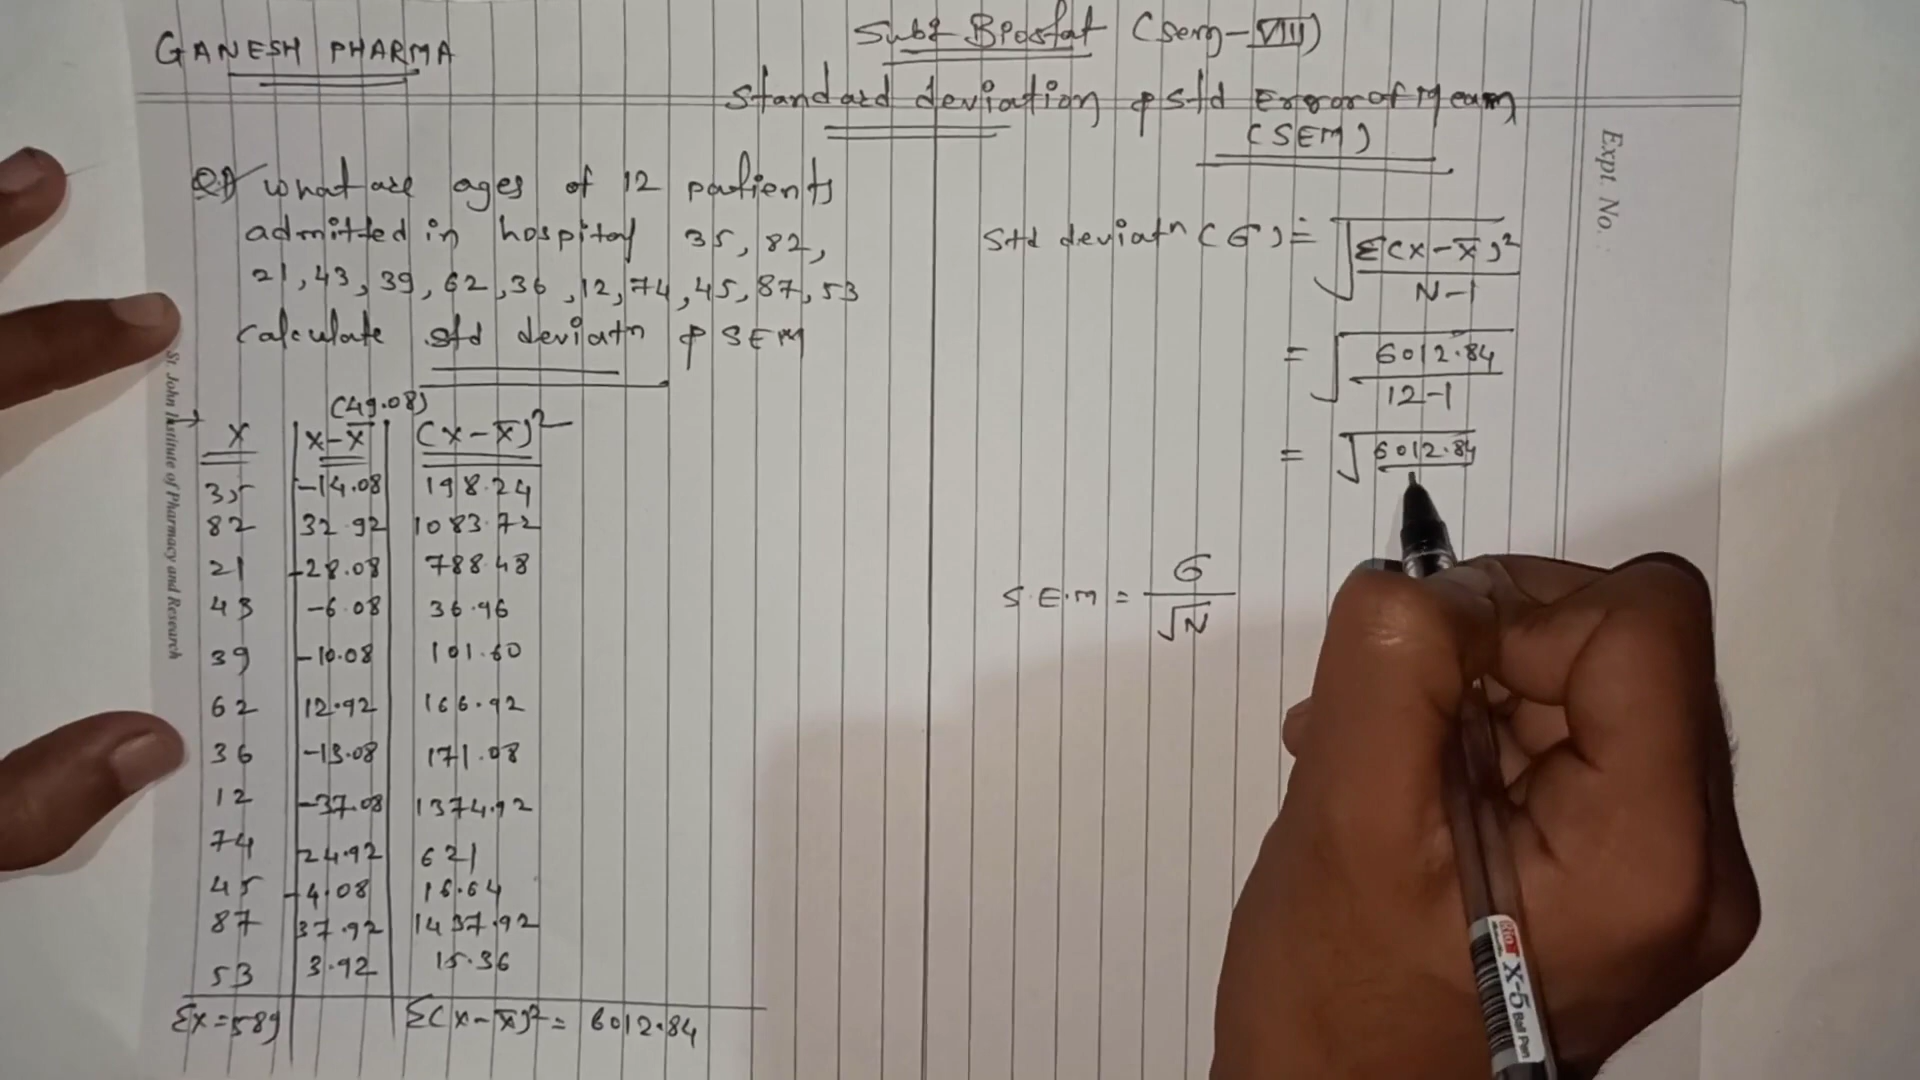 GANESH PHARMA
Sub: Biostat (Sem-VIII)
Standard deviation & Std Error of Mean
(SEM)
Q1) what are ages of 12 patients
admitted in hospital 35, 82,
21, 43, 39, 62, 36, 12, 74, 45, 87, 53
calculate std deviatn & SEM
(49.08)
X | X-X̄ | (X-X̄)²
35 | -14.08 | 198.24
82 | 32.92 | 1083.72
21 | -28.08 | 788.48
43 | -6.08 | 36.96
39 | -10.08 | 101.60
62 | 12.92 | 166.92
36 | -13.08 | 171.08
12 | -37.08 | 1374.92
74 | 24.92 | 621
45 | -4.08 | 16.64
87 | 37.92 | 1437.92
53 | 3.92 | 15.36
Σx = 589 Σ(X-X̄)² = 6012.84
Std deviatn (σ) = √Σ(X-X̄)²/N-1
= √6012.84/12-1
= √6012.84
S.E.M = σ/√N
Expt. No. :
St. John Institute of Pharmacy and Research
Rio X-5 Ball Pen